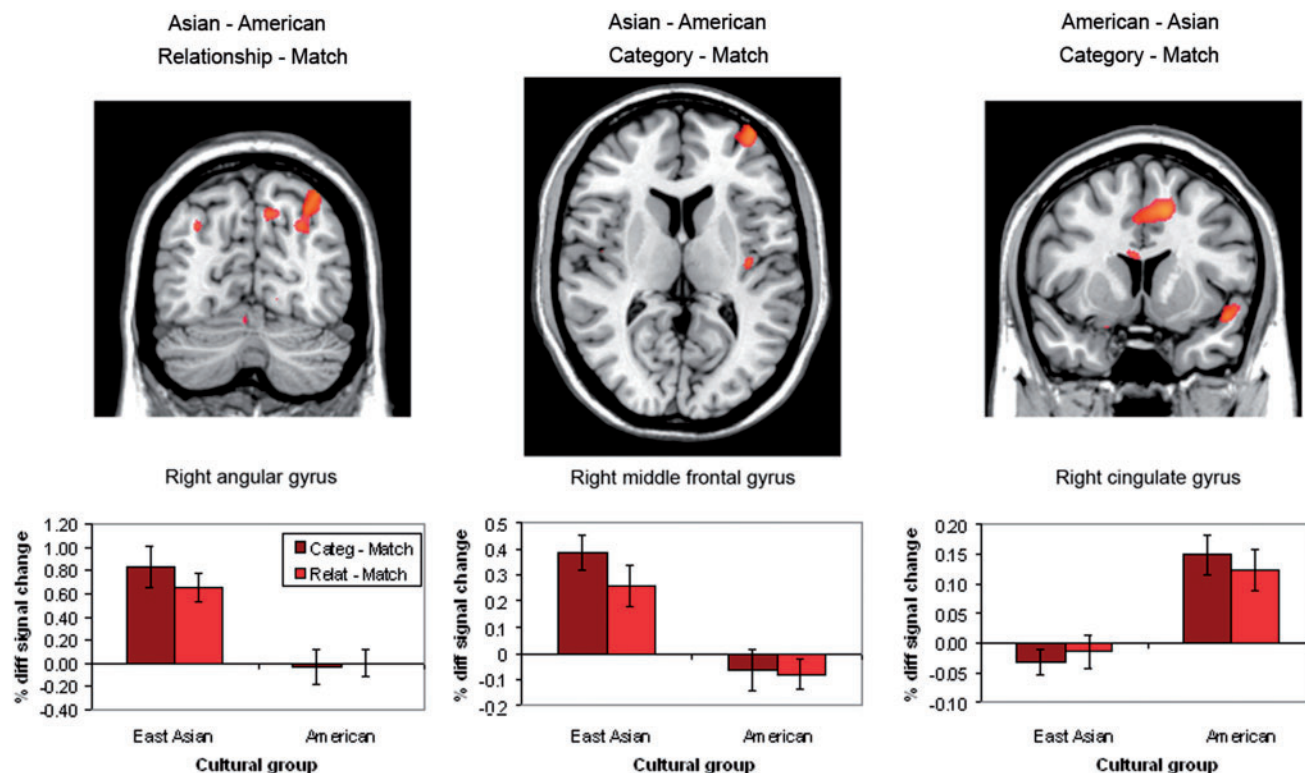 Asian - American
Relationship - Match
Asian - American
Category - Match
American - Asian
Category - Match
Right angular gyrus
Right middle frontal gyrus
Right cingulate gyrus
% diff signal change
1.20
1.00
0.80
0.60
0.40
0.20
0.00
-0.20
-0.40
Categ - Match
Relat - Match
East Asian
American
Cultural group
% diff signal change
0.5
0.4
0.3
0.2
0.1
0
-0.1
-0.2
East Asian
American
Cultural group
% diff signal change
0.20
0.15
0.10
0.05
0.00
-0.05
-0.10
East Asian
American
Cultural group